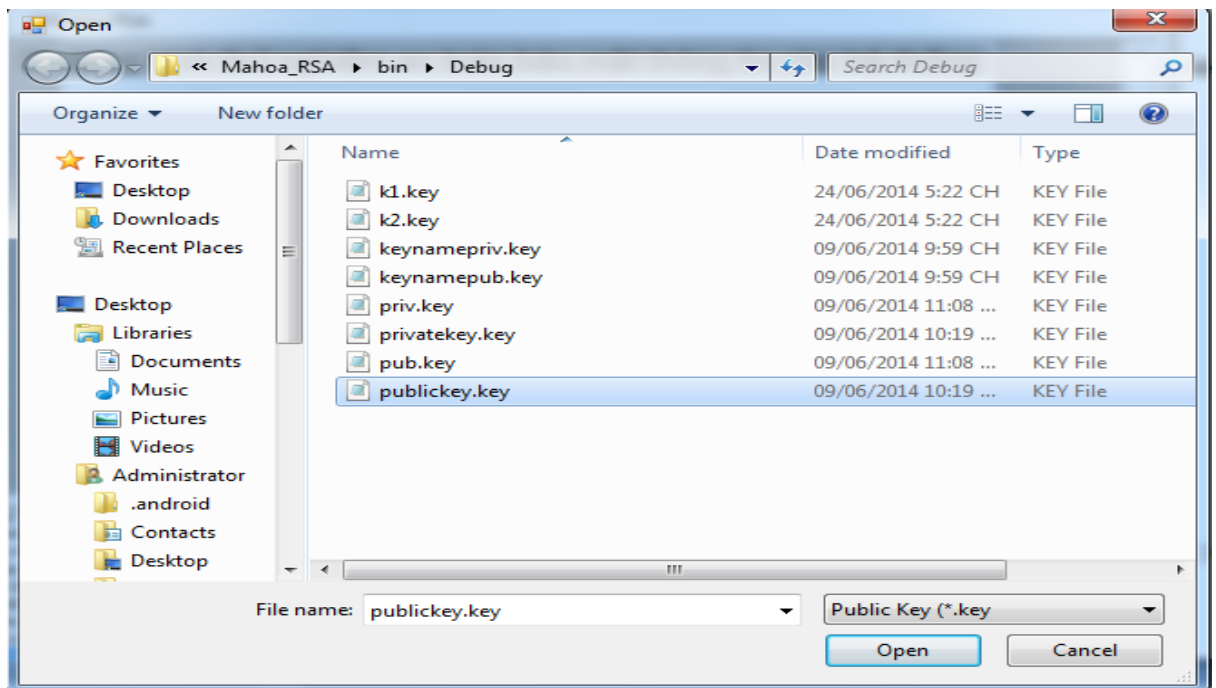 Open
« Mahoa_RSA bin Debug Search Debug
Organize New folder
Favorites
Desktop
Downloads
Recent Places
Desktop
Libraries
Documents
Music
Pictures
Videos
Administrator
.android
Contacts
Desktop
Name Date modified Type
k1.key 24/06/2014 5:22 CH KEY File
k2.key 24/06/2014 5:22 CH KEY File
keynamepriv.key 09/06/2014 9:59 CH KEY File
keynamepub.key 09/06/2014 9:59 CH KEY File
priv.key 09/06/2014 11:08 ... KEY File
privatekey.key 09/06/2014 10:19 ... KEY File
pub.key 09/06/2014 11:08 ... KEY File
publickey.key 09/06/2014 10:19 ... KEY File
File name: publickey.key Public Key (*.key
Open Cancel